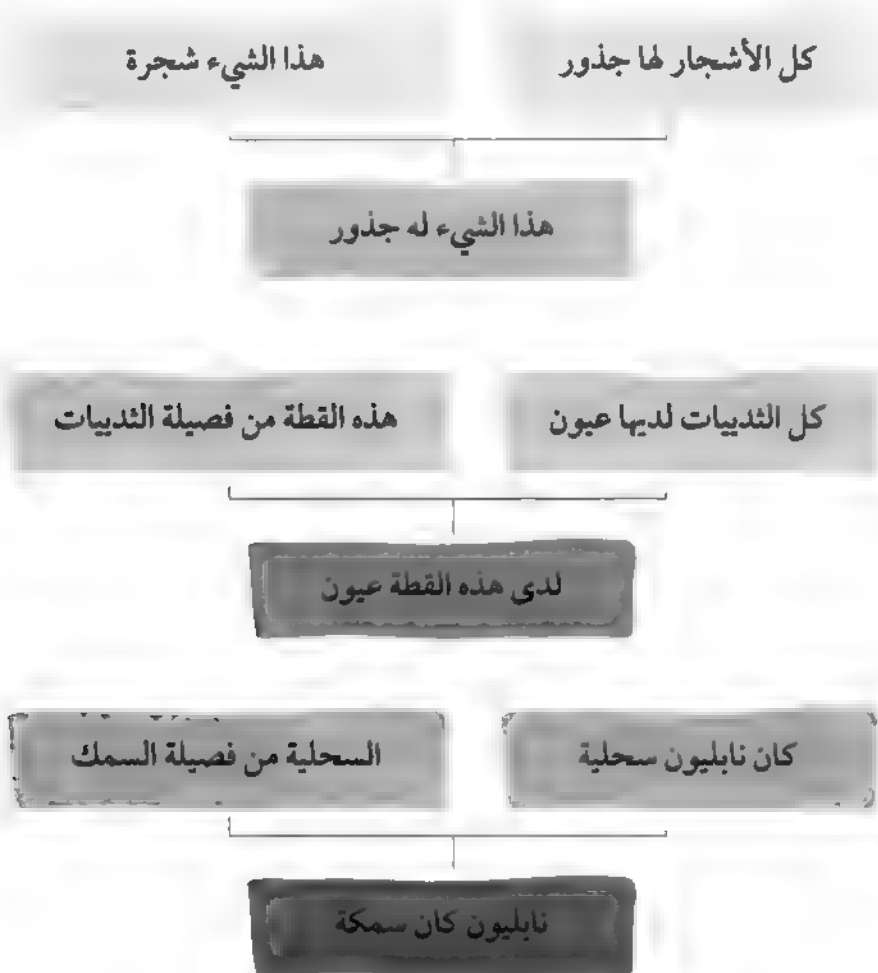 كل الأشجار لها جذور
هذا الشيء شجرة
هذا الشيء له جذور
كل الثدييات لديها عيون
هذه القطة من فصيلة الثدييات
لدى هذه القطة عيون
كان نابليون سحلية
السحلية من فصيلة السمك
نابليون كان سمكة